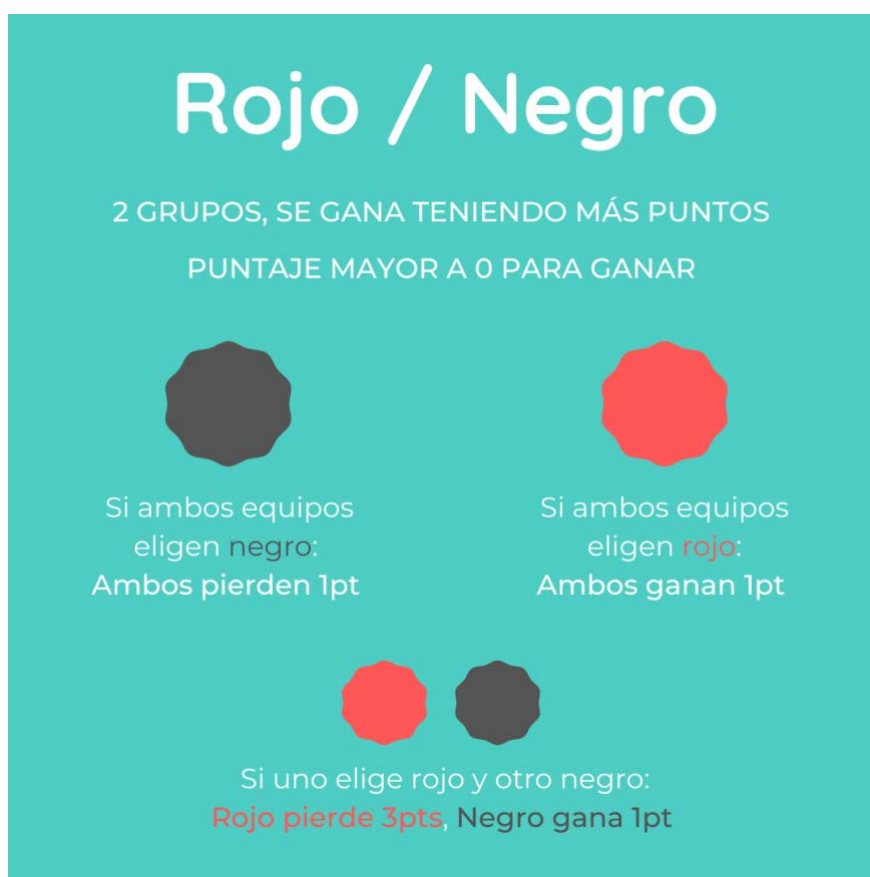 Rojo / Negro
2 GRUPOS, SE GANA TENIENDO MÁS PUNTOS
PUNTAJE MAYOR A 0 PARA GANAR
Si ambos equipos
eligen negro:
Ambos pierden 1pt
Si ambos equipos
eligen rojo:
Ambos ganan 1pt
Si uno elige rojo y otro negro:
Rojo pierde 3pts, Negro gana 1pt